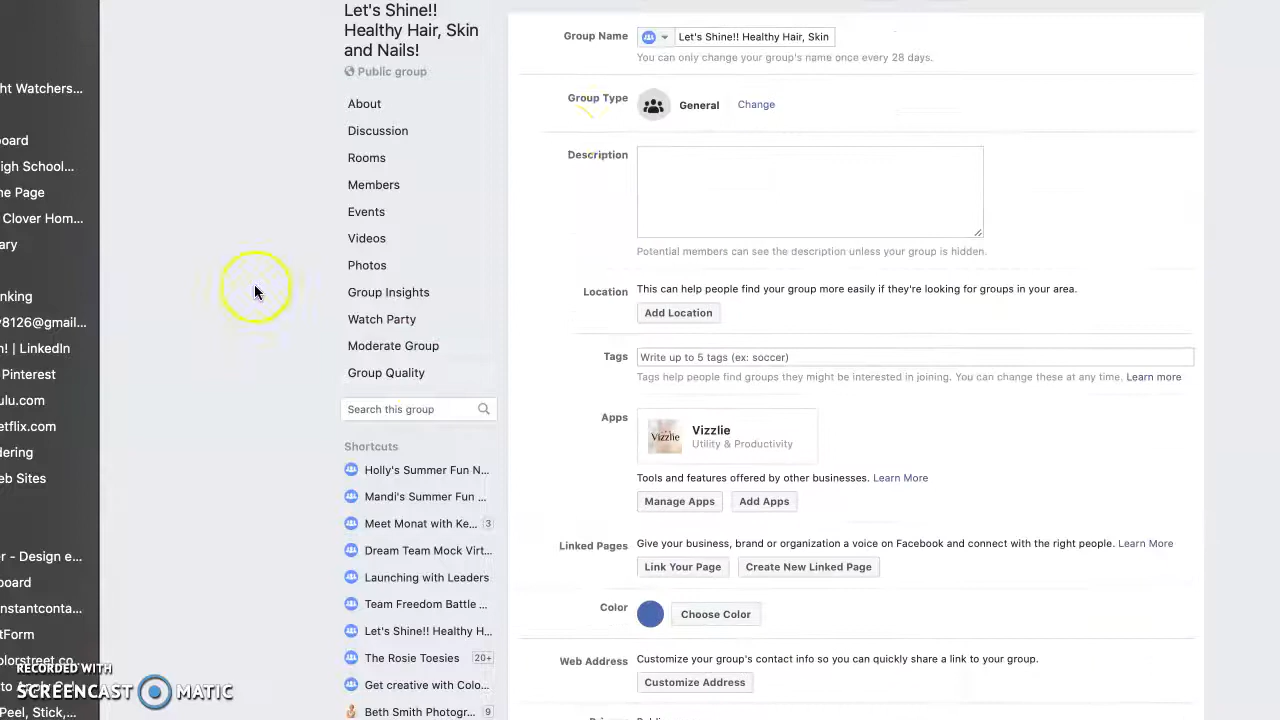 ht Watchers...
oard
igh School...
me Page
Clover Hom...
ary
nking
y8126@gmail...
n! | LinkedIn
Pinterest
ulu.com
etflix.com
dering
eb Sites
er - Design e...
board
onstantconta...
tForm
olorstreet.co
Peel, Stick,...
Let's Shine!!
Healthy Hair, Skin
and Nails!
Public group
About
Discussion
Rooms
Members
Events
Videos
Photos
Group Insights
Watch Party
Moderate Group
Group Quality
Search this group
Shortcuts
Holly's Summer Fun N...
Mandi's Summer Fun ...
Meet Monat with Ke... 3
Dream Team Mock Virt...
Launching with Leaders
Team Freedom Battle ...
Let's Shine!! Healthy H...
The Rosie Toesies 20+
Get creative with Colo...
Beth Smith Photogr... 9
Group Name Let's Shine!! Healthy Hair, Skin
You can only change your group's name once every 28 days.
Group Type General Change
Description
Potential members can see the description unless your group is hidden.
Location This can help people find your group more easily if they're looking for groups in your area.
Add Location
Tags Write up to 5 tags (ex: soccer)
Tags help people find groups they might be interested in joining. You can change these at any time. Learn more
Apps Vizzlie Vizzlie
Utility & Productivity
Tools and features offered by other businesses. Learn More
Manage Apps Add Apps
Linked Pages Give your business, brand or organization a voice on Facebook and connect with the right people. Learn More
Link Your Page Create New Linked Page
Color Choose Color
Web Address Customize your group's contact info so you can quickly share a link to your group.
Customize Address
RECORDED WITH
SCREENCAST MATIC